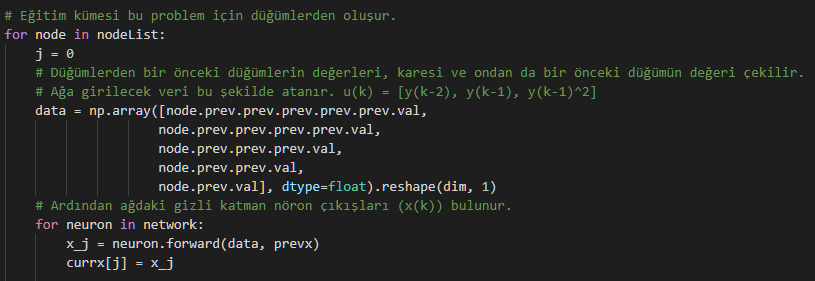 # Eğitim kümesi bu problem için düğümlerden oluşur.
for node in nodeList:
    j = 0
    # Düğümlerden bir önceki düğümlerin değerleri, karesi ve ondan da bir önceki düğümün değeri çekilir.
    # Ağa girilecek veri bu şekilde atanır. u(k) = [y(k-2), y(k-1), y(k-1)^2]
    data = np.array([node.prev.prev.prev.prev.prev.val,
                    node.prev.prev.prev.prev.val,
                    node.prev.prev.prev.val,
                    node.prev.prev.val,
                    node.prev.val], dtype=float).reshape(dim, 1)
    # Ardından ağdaki gizli katman nöron çıkışları (x(k)) bulunur.
    for neuron in network:
        x_j = neuron.forward(data, prevx)
        currx[j] = x_j